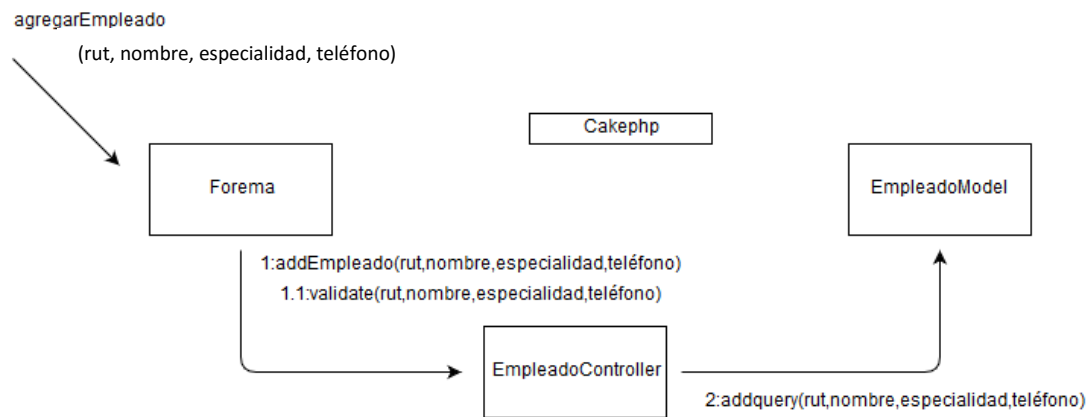 agregarEmpleado
(rut, nombre, especialidad, teléfono)
Cakephp
Forema
EmpleadoModel
1:addEmpleado(rut,nombre,especialidad,teléfono)
1.1:validate(rut,nombre,especialidad,teléfono)
EmpleadoController
2:addquery(rut,nombre,especialidad,teléfono)